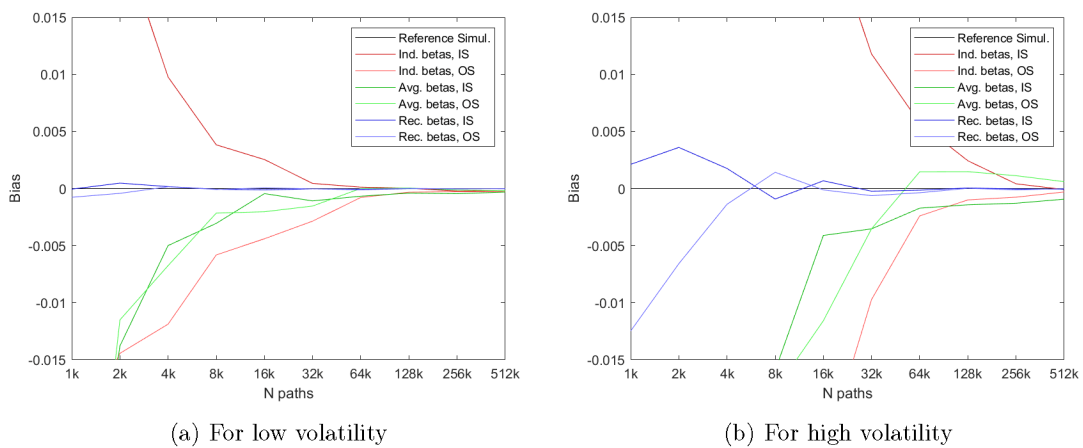 0.015
0.01
0.005
0
-0.005
-0.01
-0.015
Bias
1k 2k 4k 8k 16k 32k 64k 128k 256k 512k
N paths
Reference Simul.
Ind. betas, IS
Ind. betas, OS
Avg. betas, IS
Avg. betas, OS
Rec. betas, IS
Rec. betas, OS
(a) For low volatility
0.015
0.01
0.005
0
-0.005
-0.01
-0.015
Bias
1k 2k 4k 8k 16k 32k 64k 128k 256k 512k
N paths
Reference Simul.
Ind. betas, IS
Ind. betas, OS
Avg. betas, IS
Avg. betas, OS
Rec. betas, IS
Rec. betas, OS
(b) For high volatility